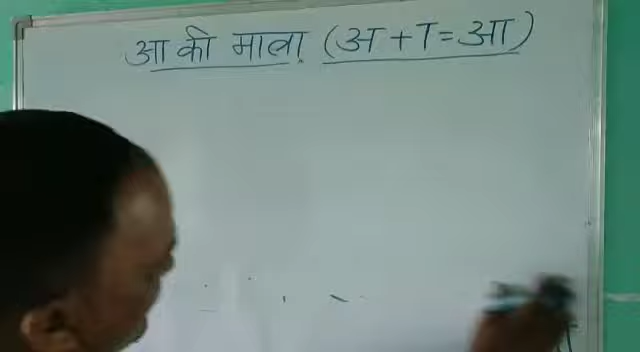 आ की मात्रा (अ + ा = आ)